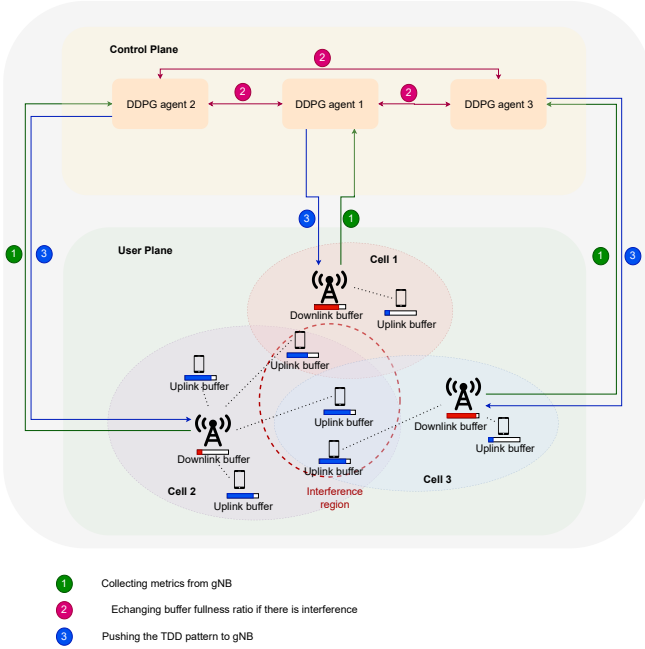 Control Plane
2
DDPG agent 2
2
DDPG agent 1
2
DDPG agent 3
3
1
1
3
1
3
User Plane
Cell 1
Downlink buffer
Uplink buffer
Uplink buffer
Uplink buffer
Uplink buffer
Downlink buffer
Uplink buffer
Downlink buffer
Uplink buffer
Uplink buffer
Cell 2
Interference
region
Cell 3
1 Collecting metrics from gNB
2 Echanging buffer fullness ratio if there is interference
3 Pushing the TDD pattern to gNB